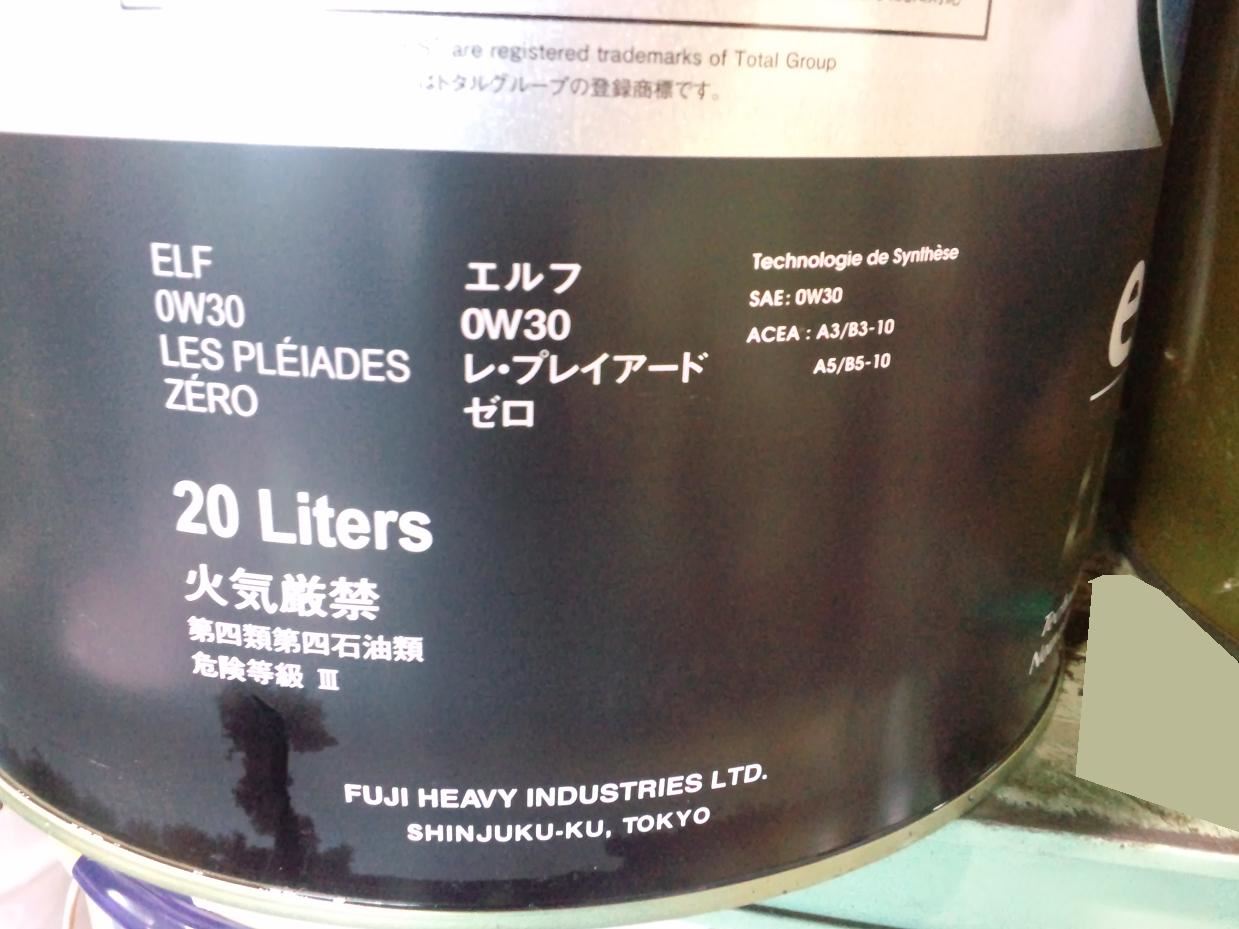 are registered trademarks of Total Group
はトタルグループの登録商標です。
ELF
0W30
LES PLÉIADES
ZÉRO
エルフ
0W30
レ・プレイアード
ゼロ
Technologie de Synthèse
SAE: 0W30
ACEA : A3/B3-10
A5/B5-10
20 Liters
火気厳禁
第四類第四石油類
危険等級 Ⅲ
FUJI HEAVY INDUSTRIES LTD.
SHINJUKU-KU, TOKYO